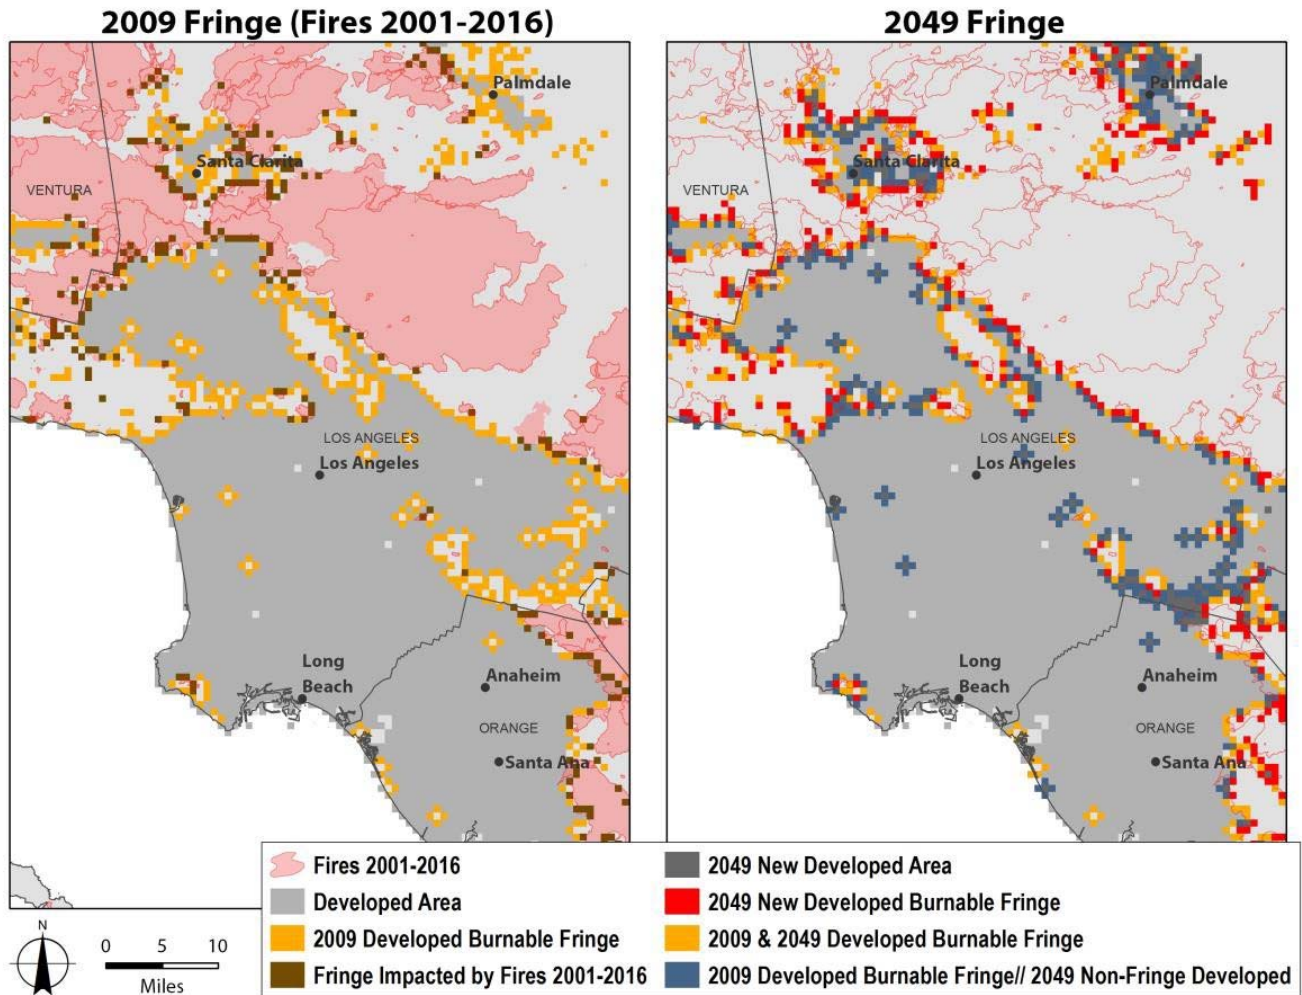 2009 Fringe (Fires 2001-2016)
Palmdale
Santa Clarita
VENTURA
LOS ANGELES
Los Angeles
Long
Beach
Anaheim
ORANGE
Santa Ana
2049 Fringe
Palmdale
Santa Clarita
VENTURA
LOS ANGELES
Los Angeles
Long
Beach
Anaheim
ORANGE
Santa Ana
Fires 2001-2016
Developed Area
2009 Developed Burnable Fringe
Fringe Impacted by Fires 2001-2016
2049 New Developed Area
2049 New Developed Burnable Fringe
2009 & 2049 Developed Burnable Fringe
2009 Developed Burnable Fringe// 2049 Non-Fringe Developed
N
0 5 10
Miles